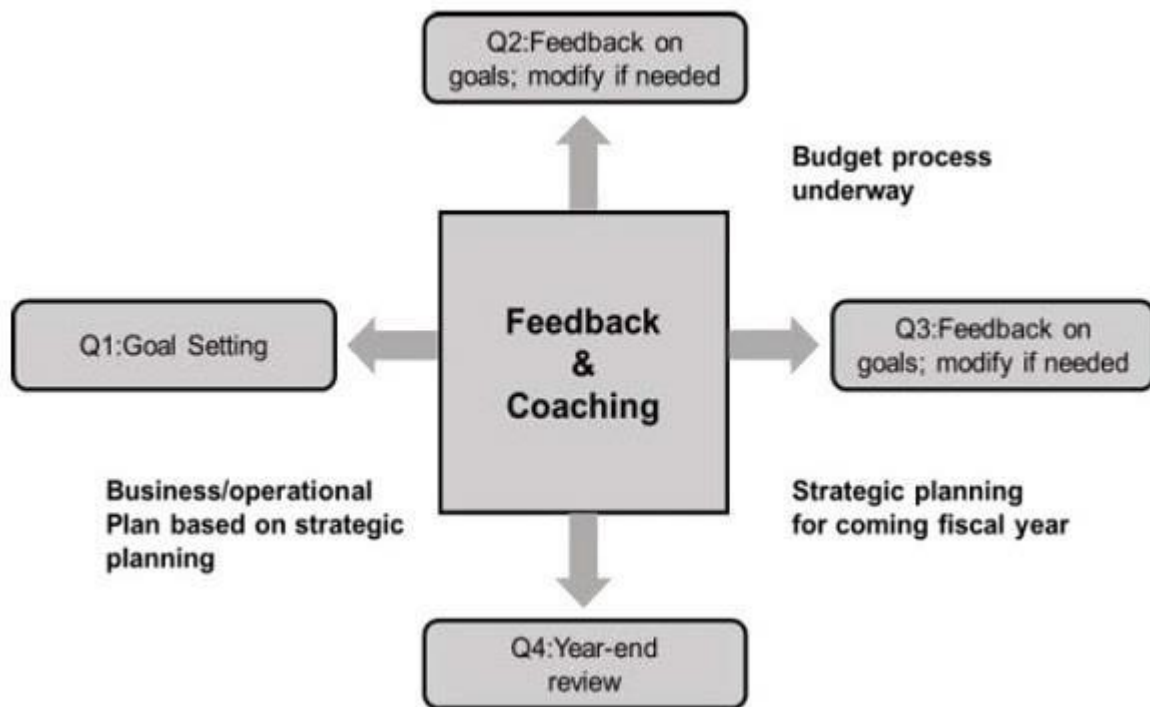 Q2:Feedback on
goals; modify if needed
Budget process
underway
Feedback
&
Coaching
Q1:Goal Setting
Q3:Feedback on
goals; modify if needed
Business/operational
Plan based on strategic
planning
Strategic planning
for coming fiscal year
Q4:Year-end
review